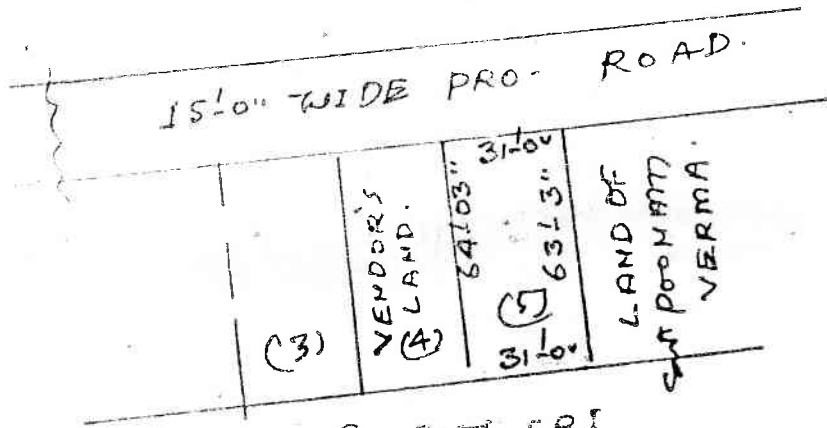 15'-0" WIDE PRO. ROAD.
(3)
VENDOR'S
LAND.
(4)
64'-03"
31'-0"
63'-3"
(5)
31'-0"
LAND OF
POONAM
VERMA.